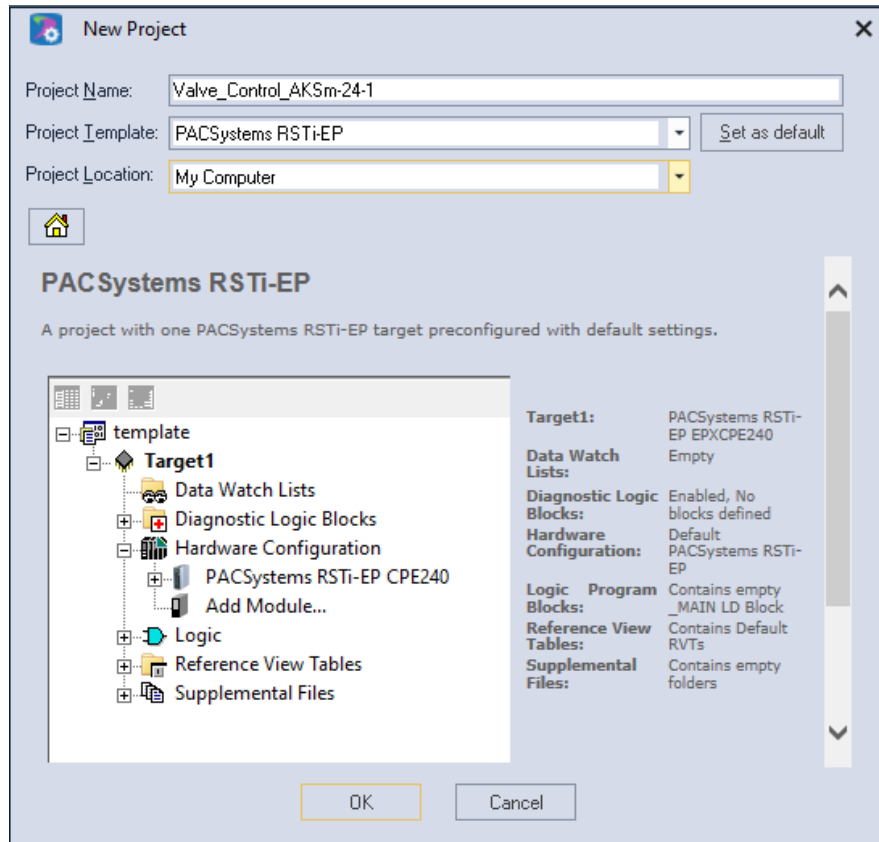 New Project
Project Name: Valve_Control_AKSm-24-1
Project Template: PACSystems RSTi-EP Set as default
Project Location: My Computer
PACSystems RSTi-EP
A project with one PACSystems RSTi-EP target preconfigured with default settings.
template
Target1
Data Watch Lists
Diagnostic Logic Blocks
Hardware Configuration
PACSystems RSTi-EP CPE240
Add Module...
Logic
Reference View Tables
Supplemental Files
Target1: PACSystems RSTi-
EP EPXCPE240
Data Watch Empty
Lists:
Diagnostic Logic Enabled, No
Blocks: blocks defined
Hardware Default
Configuration: PACSystems RSTi-
EP
Logic Program Contains empty
Blocks: _MAIN LD Block
Reference View Contains Default
Tables: RVTs
Supplemental Contains empty
Files: folders
OK Cancel